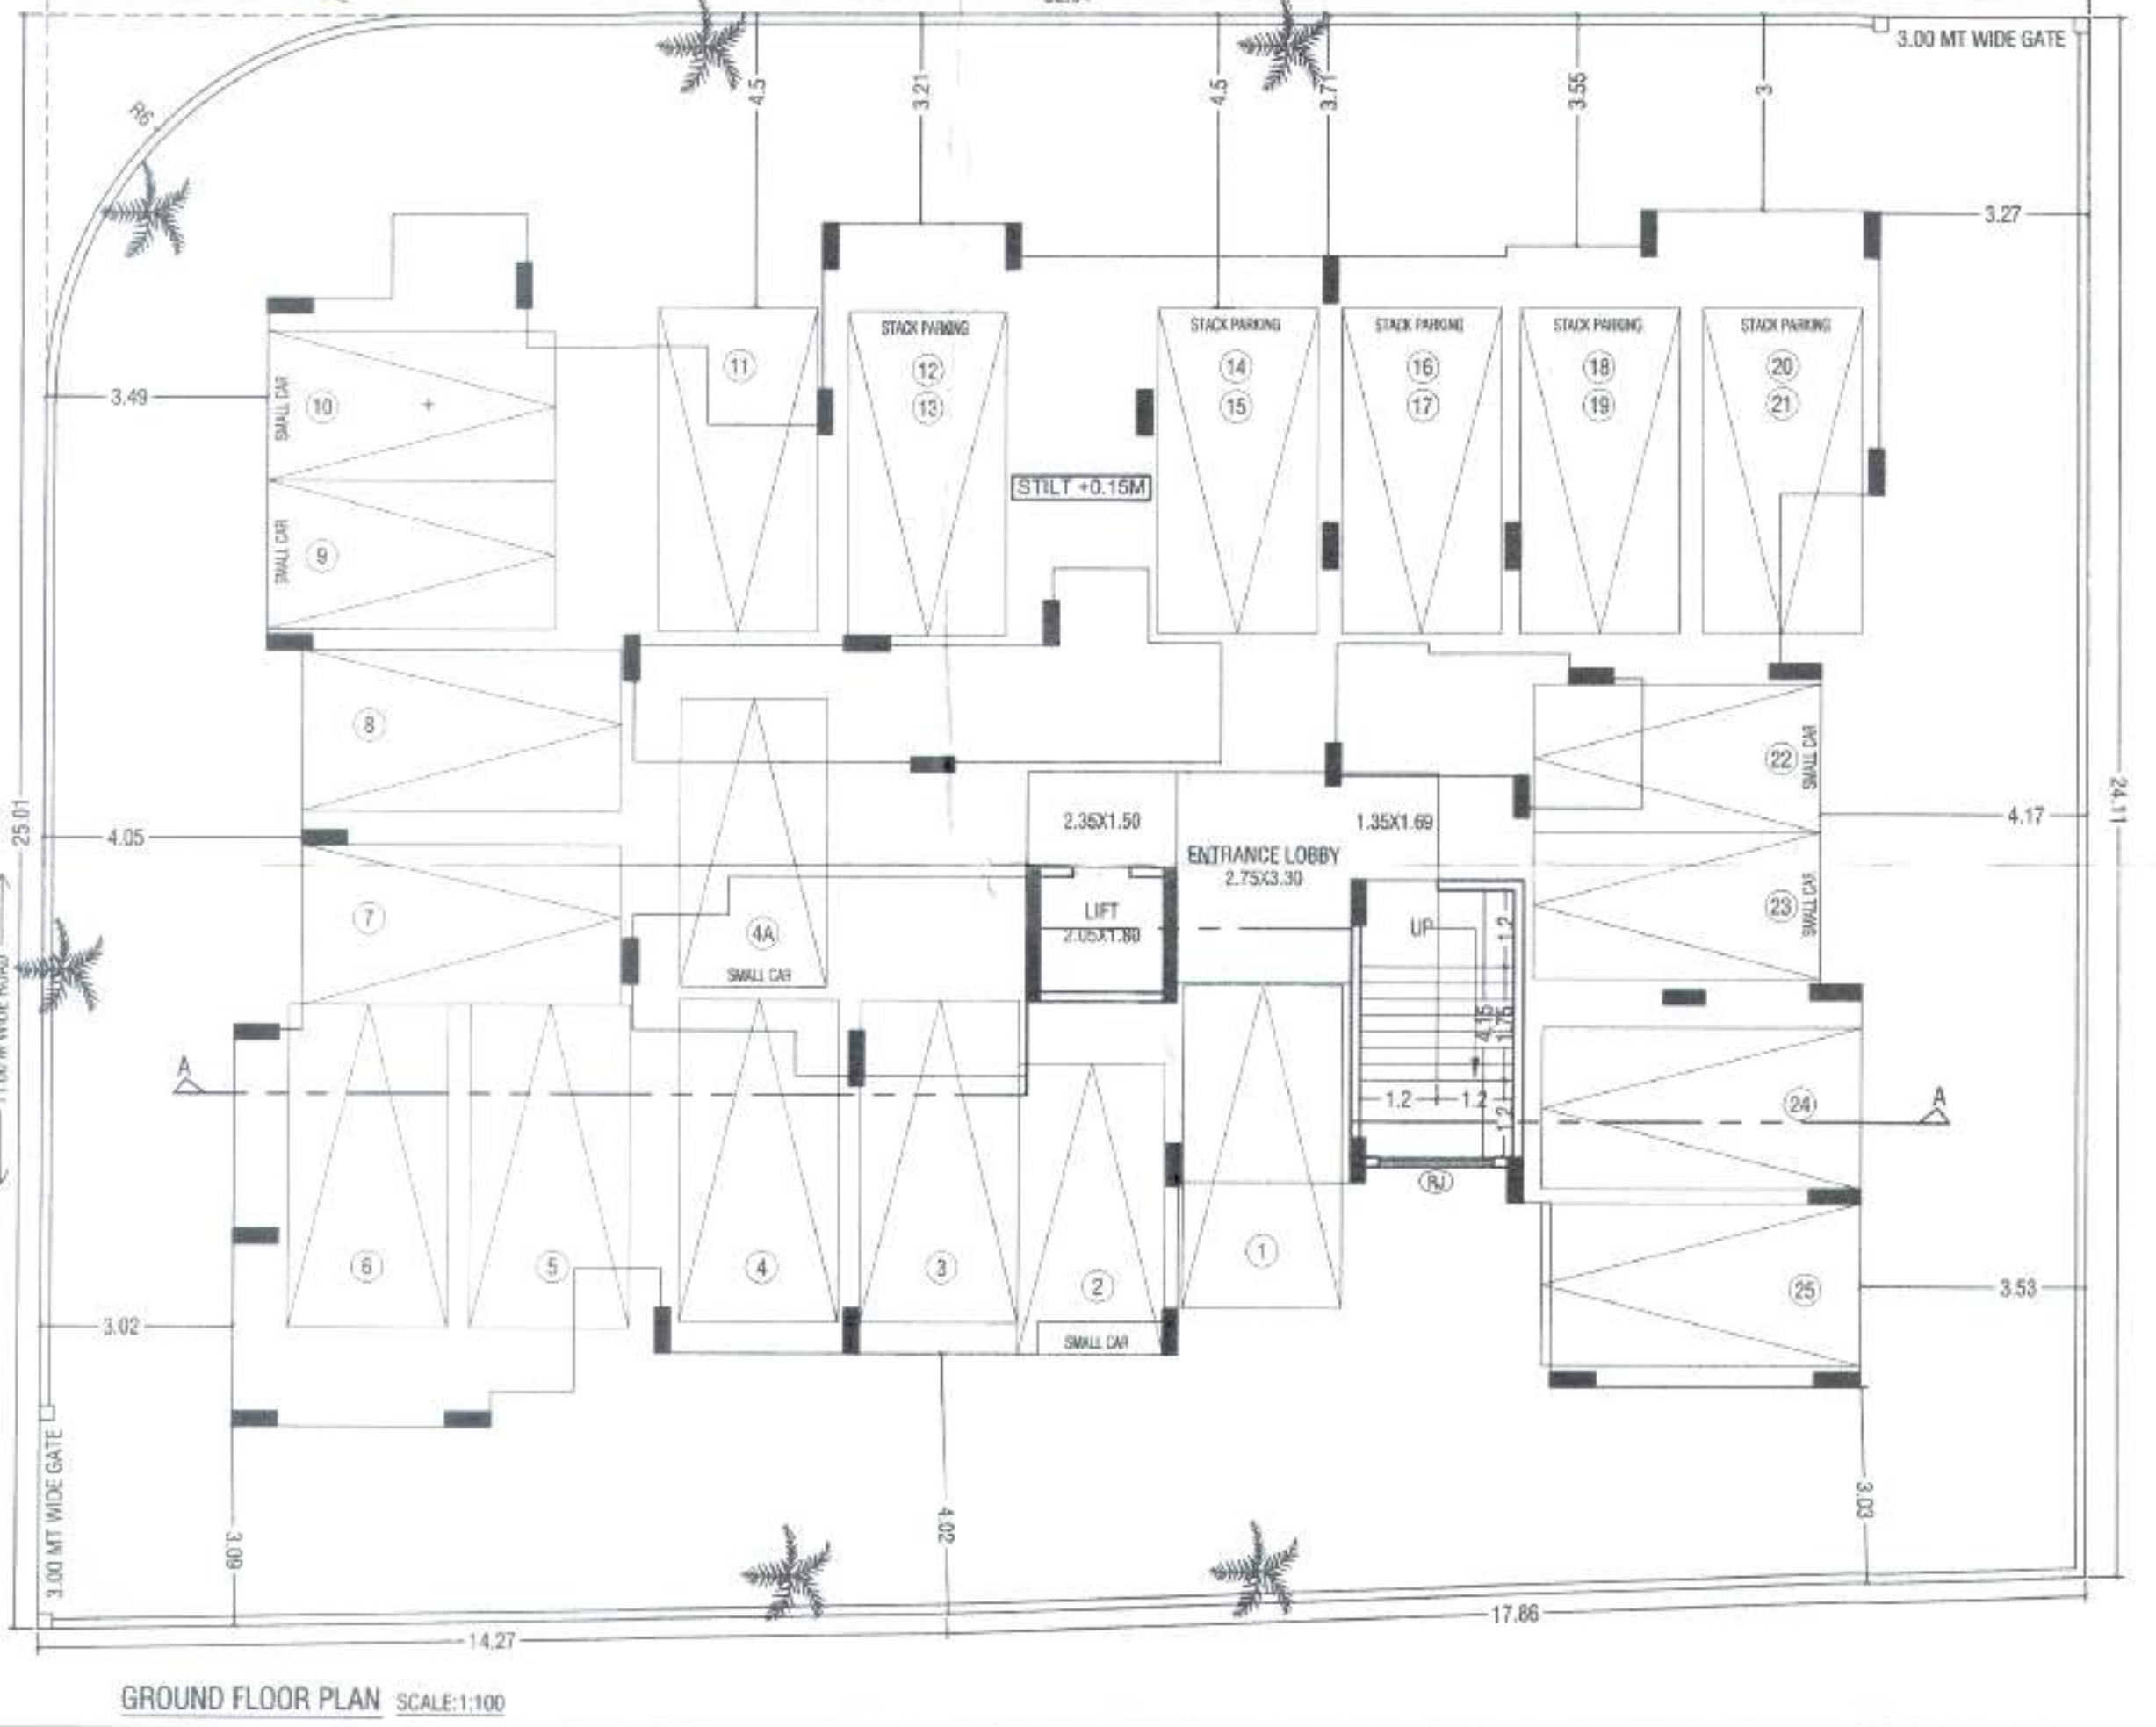 3.00 MT WIDE GATE
R6
4.5
3.21
4.5
3.71
3.55
3
3.27
STACK PARKING
STACK PARKING
STACK PARKING
STACK PARKING
STACK PARKING
11
12
13
14
15
16
17
18
19
20
21
3.49
SMALL CAR
10
SMALL CAR
9
STILT +0.15M
8
22
SMALL CAR
25.01
4.05
2.35X1.50
1.35X1.69
4.17
24.11
ENTRANCE LOBBY
2.75X3.30
7
4A
SMALL CAR
LIFT
2.05X1.80
UP
1.2
23
SMALL CAR
4.15
1.75
A
1.2
1.2
1.2
24
A
RJ
6
5
4
3
2
SMALL CAR
1
25
3.53
3.02
3.00 MT WIDE GATE
3.09
4.02
3.03
14.27
17.86
GROUND FLOOR PLAN SCALE:1:100